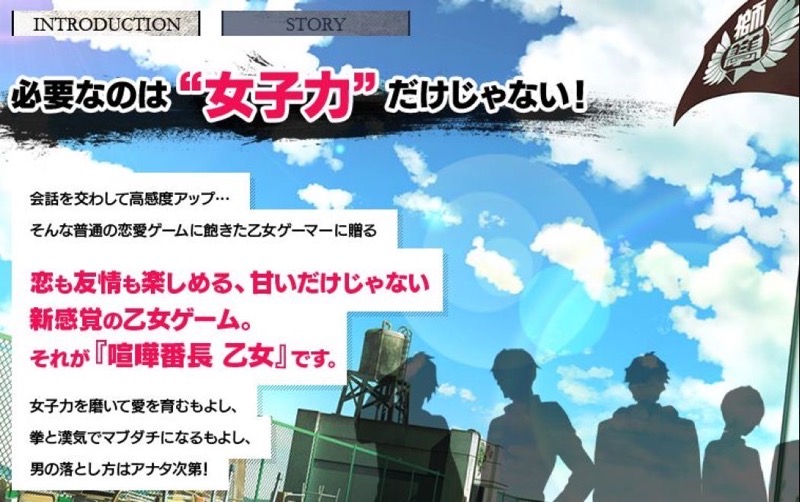 INTRODUCTION
STORY
必要なのは“女子力”だけじゃない!
会話を交わして高感度アップ…
そんな普通の恋愛ゲームに飽きた乙女ゲーマーに贈る
恋も友情も楽しめる、甘いだけじゃない
新感覚の乙女ゲーム。
それが『喧嘩番長 乙女』です。
女子力を磨いて愛を育むもよし、
拳と漢気でマブダチになるもよし、
男の落とし方はアナタ次第!
獅